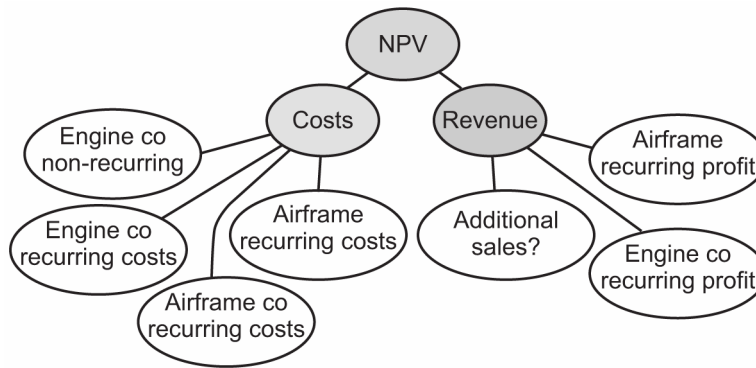 NPV
Costs
Revenue
Engine co
non-recurring
Airframe
recurring profit
Engine co
recurring costs
Airframe
recurring costs
Additional
sales?
Engine co
recurring profit
Airframe co
recurring costs